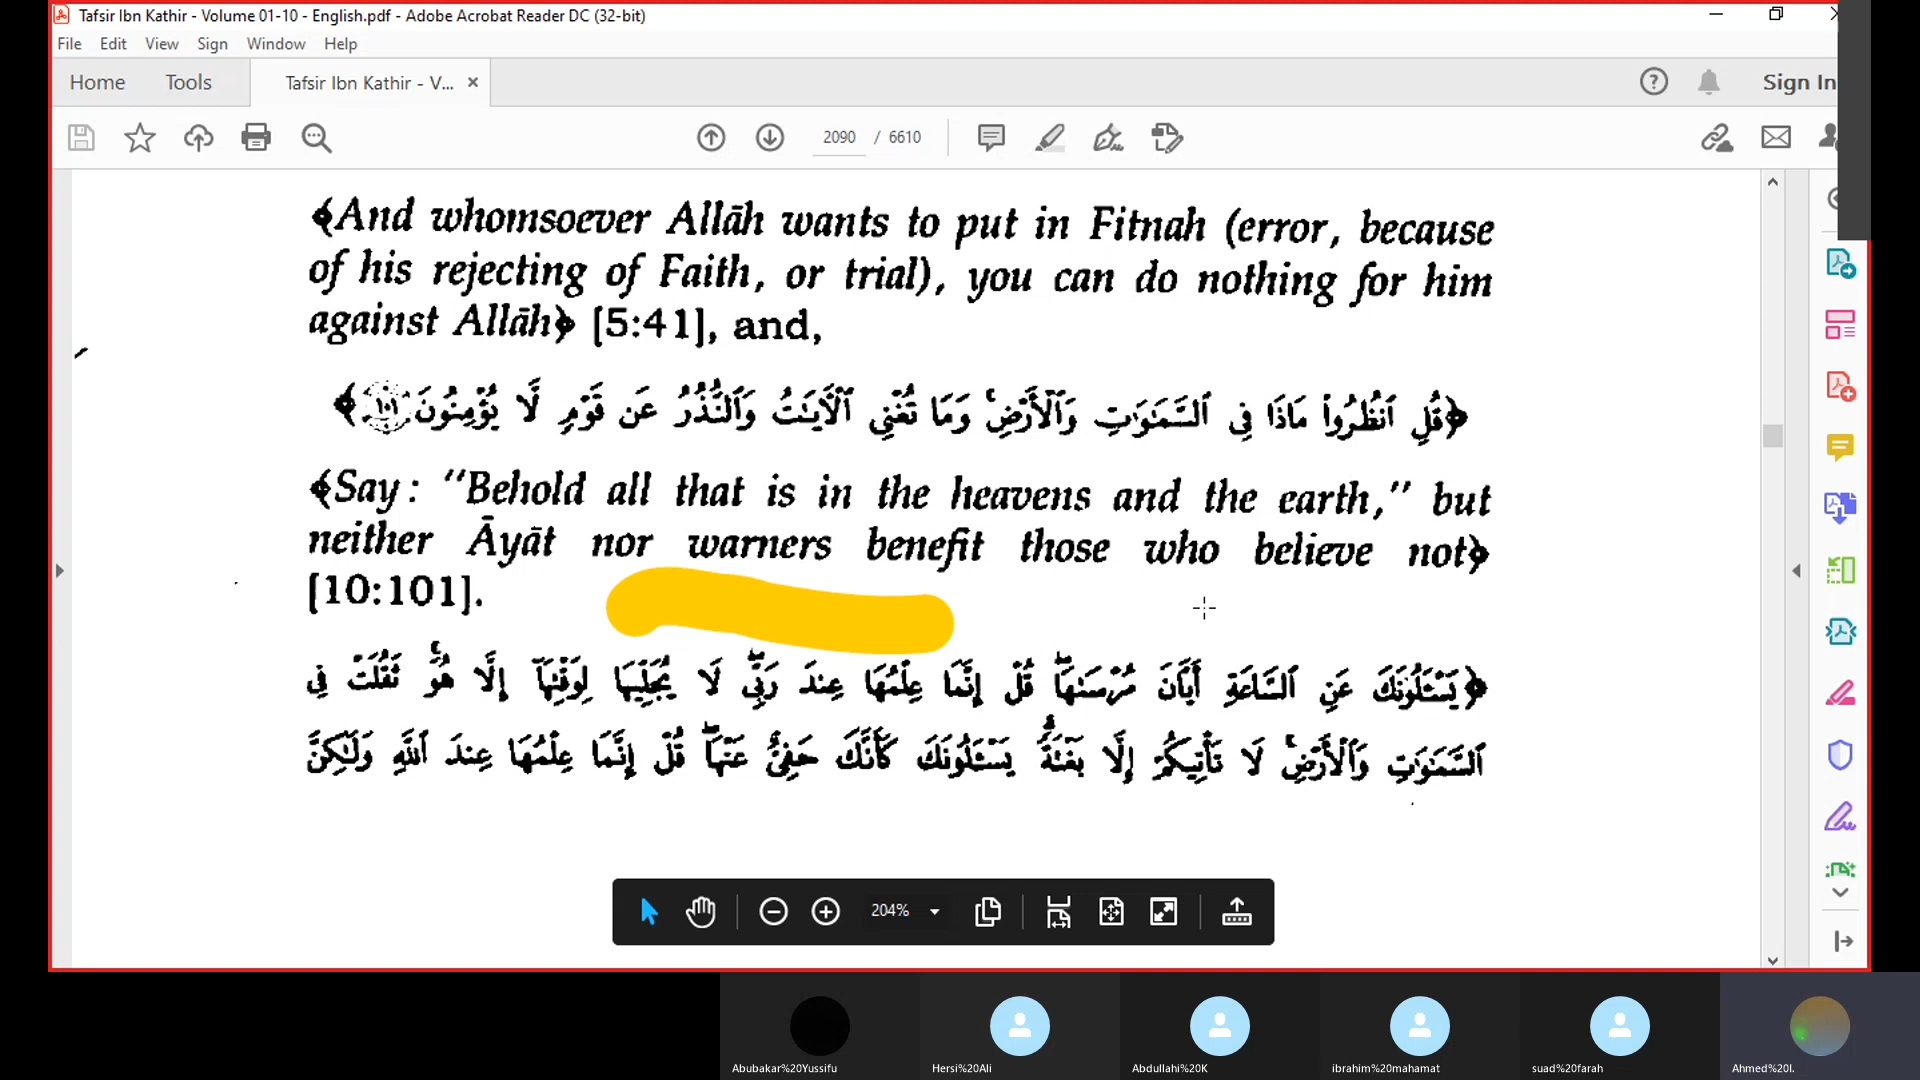 Tafsir Ibn Kathir - Volume 01-10 - English.pdf - Adobe Acrobat Reader DC (32-bit)
File Edit View Sign Window Help
Home Tools Tafsir Ibn Kathir - V... Sign In
2090 / 6610
﴾And whomsoever Allāh wants to put in Fitnah (error, because
of his rejecting of Faith, or trial), you can do nothing for him
against Allāh﴿ [5:41], and,
﴿قُلِ ٱنظُرُوا۟ مَاذَا فِى ٱلسَّمَـٰوَٰتِ وَٱلْأَرْضِ ۚ وَمَا تُغْنِى ٱلْـَٔايَـٰتُ وَٱلنُّذُرُ عَن قَوْمٍ لَّا يُؤْمِنُونَ ١٠١﴾
﴾Say: "Behold all that is in the heavens and the earth," but
neither Āyāt nor warners benefit those who believe not﴿
[10:101].
﴿يَسْـَٔلُونَكَ عَنِ ٱلسَّاعَةِ أَيَّانَ مُرْسَىٰهَا ۖ قُلْ إِنَّمَا عِلْمُهَا عِندَ رَبِّى ۖ لَا يُجَلِّيهَا لِوَقْتِهَآ إِلَّا هُوَ ۚ ثَقُلَتْ فِى
ٱلسَّمَـٰوَٰتِ وَٱلْأَرْضِ ۚ لَا تَأْتِيكُمْ إِلَّا بَغْتَةً ۗ يَسْـَٔلُونَكَ كَأَنَّكَ حَفِىٌّ عَنْهَا ۖ قُلْ إِنَّمَا عِلْمُهَا عِندَ ٱللَّهِ وَلَـٰكِنَّ
204%
Abubakar%20Yussifu Hersi%20Ali Abdullahi%20K ibrahim%20mahamat suad%20farah Ahmed%20I.